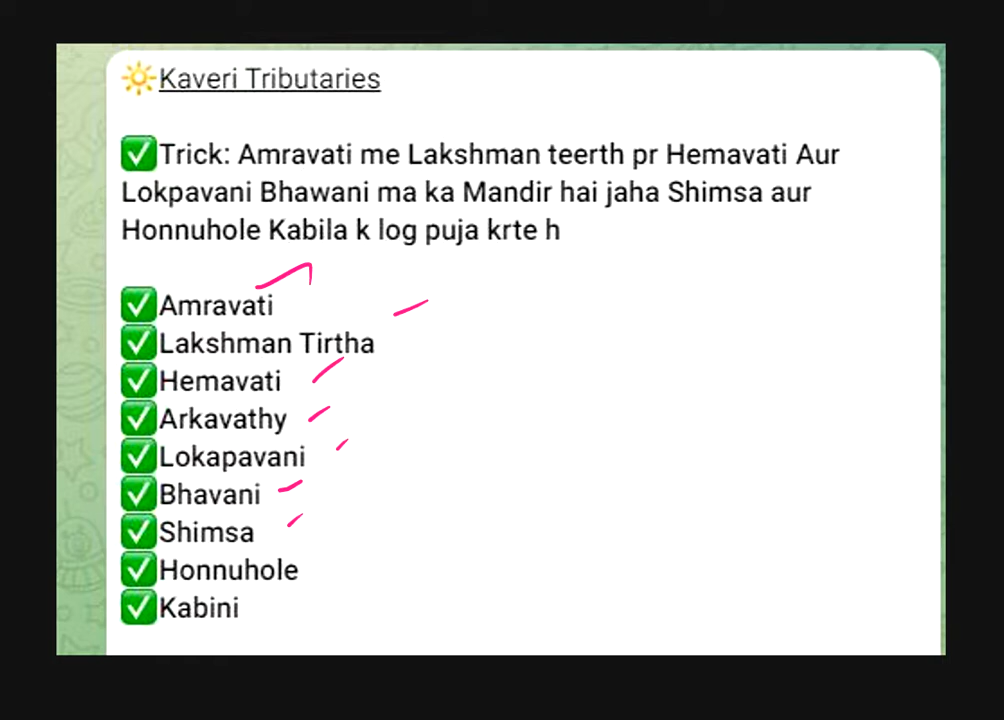 Kaveri Tributaries
Trick: Amravati me Lakshman teerth pr Hemavati Aur
Lokpavani Bhawani ma ka Mandir hai jaha Shimsa aur
Honnuhole Kabila k log puja krte h
Amravati
Lakshman Tirtha
Hemavati
Arkavathy
Lokapavani
Bhavani
Shimsa
Honnuhole
Kabini